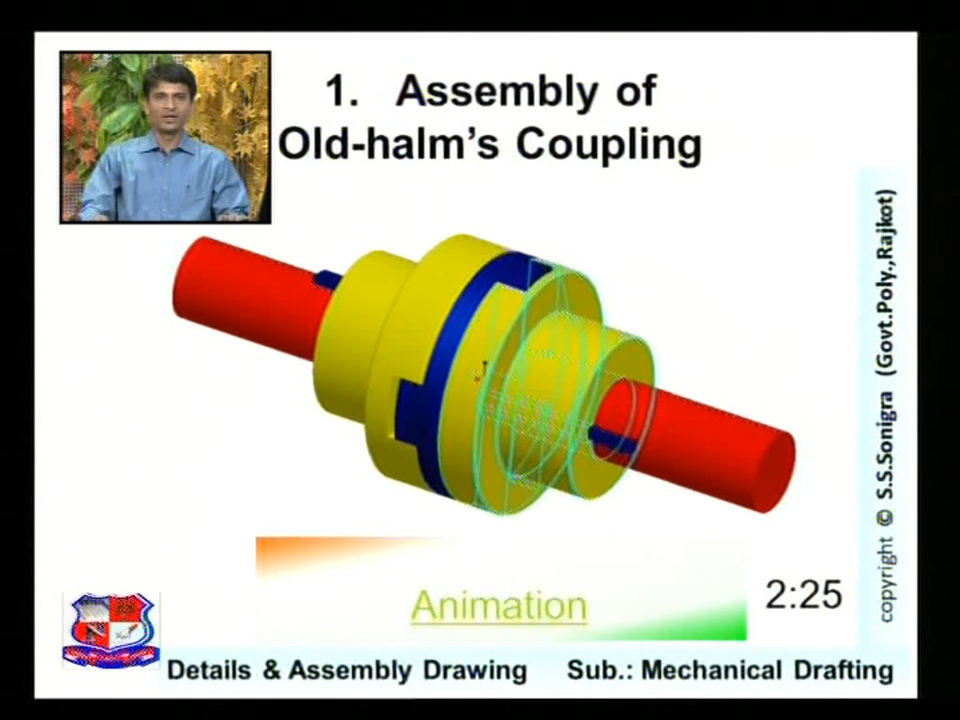 1. Assembly of
Old-halm's Coupling
Animation
2:25
Details & Assembly Drawing Sub.: Mechanical Drafting
copyright © S.S.Sonigra (Govt.Poly.,Rajkot)